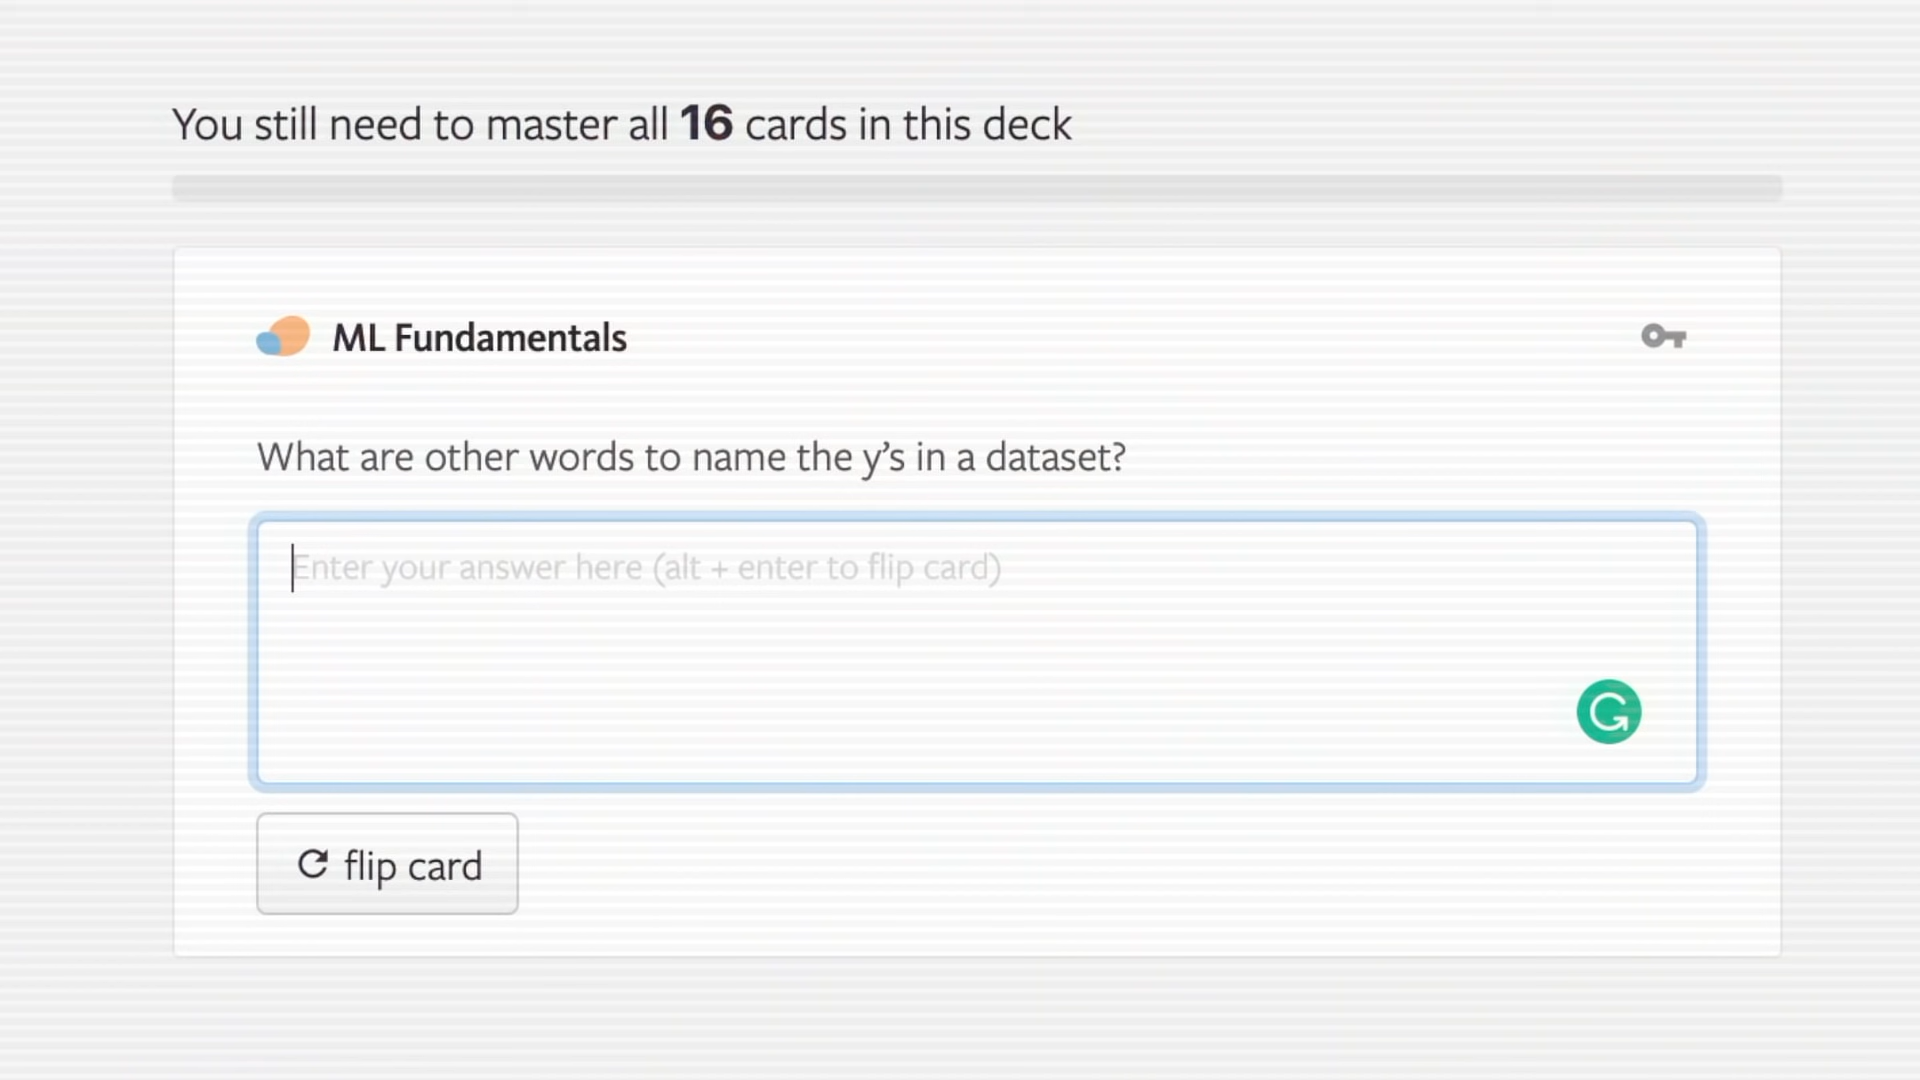 You still need to master all 16 cards in this deck
ML Fundamentals
What are other words to name the y’s in a dataset?
Enter your answer here (alt + enter to flip card)
flip card